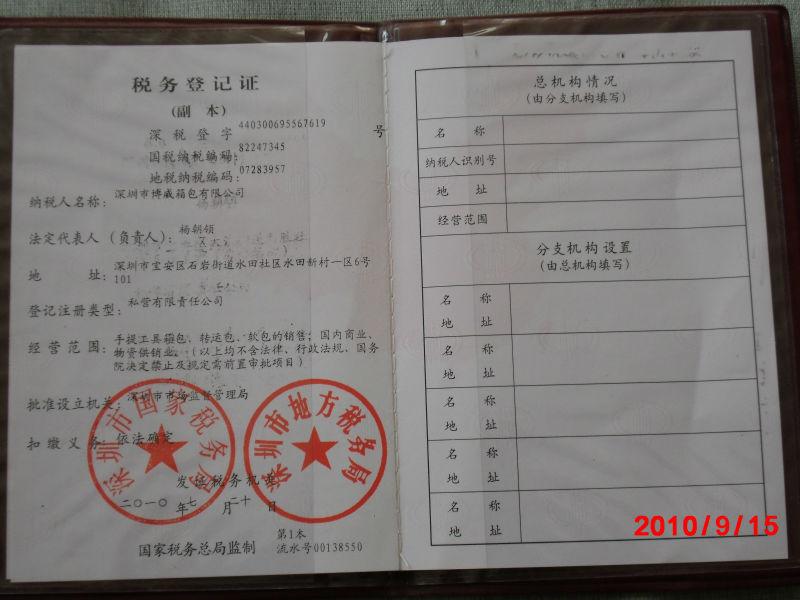 税务登记证
(副 本)
深税登字 440300695567619 号
国税纳税编码: 82247345
地税纳税编码: 07283957
纳税人名称: 深圳市博威箱包有限公司
法定代表人(负责人): 杨朝领
地 址: 深圳市宝安区石岩街道水田社区水田新村一区6号
101
登记注册类型: 私营有限责任公司
经营范围: 手提工具箱包、转运包、软包的销售;国内商业、
物资供销业。(以上均不含法律、行政法规、国务
院决定禁止及规定需前置审批项目)
批准设立机关: 深圳市市场监督管理局
扣缴义务: 依法确定
深圳市国家税务局
深圳市地方税务局
发证税务机关
二〇一〇年七月二十日
国家税务总局监制
第1本
流水号00138550
总机构情况
(由分支机构填写)
名 称
纳税人识别号
地 址
经营范围
分支机构设置
(由总机构填写)
名 称
地 址
名 称
地 址
名 称
地 址
名 称
地 址
名 称
地 址
2010/9/15